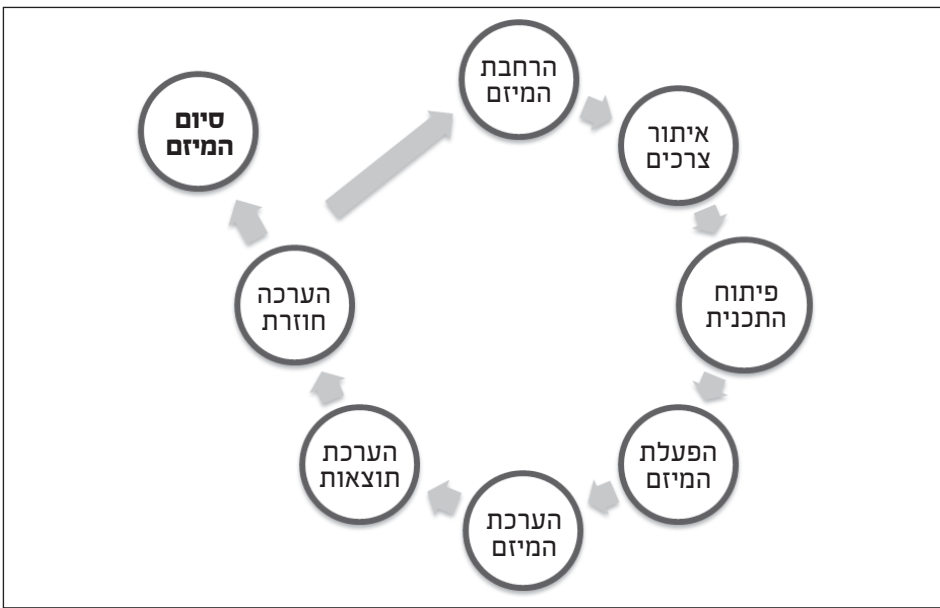 הרחבת
המיזם
איתור
צרכים
פיתוח
התכנית
הפעלת
המיזם
הערכת
המיזם
הערכת
תוצאות
הערכה
חוזרת
סיום
המיזם